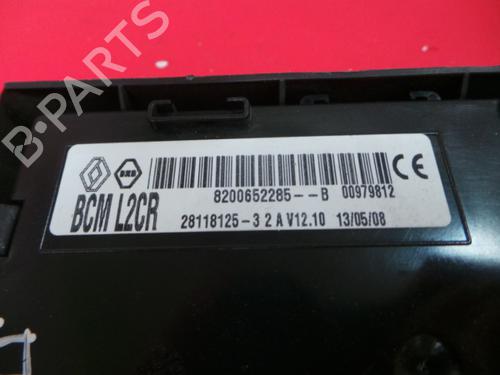 B-PARTS
8200652285--B 00979812
BCM L2CR
28118125-3 2 A V12.10 13/05/08
CE